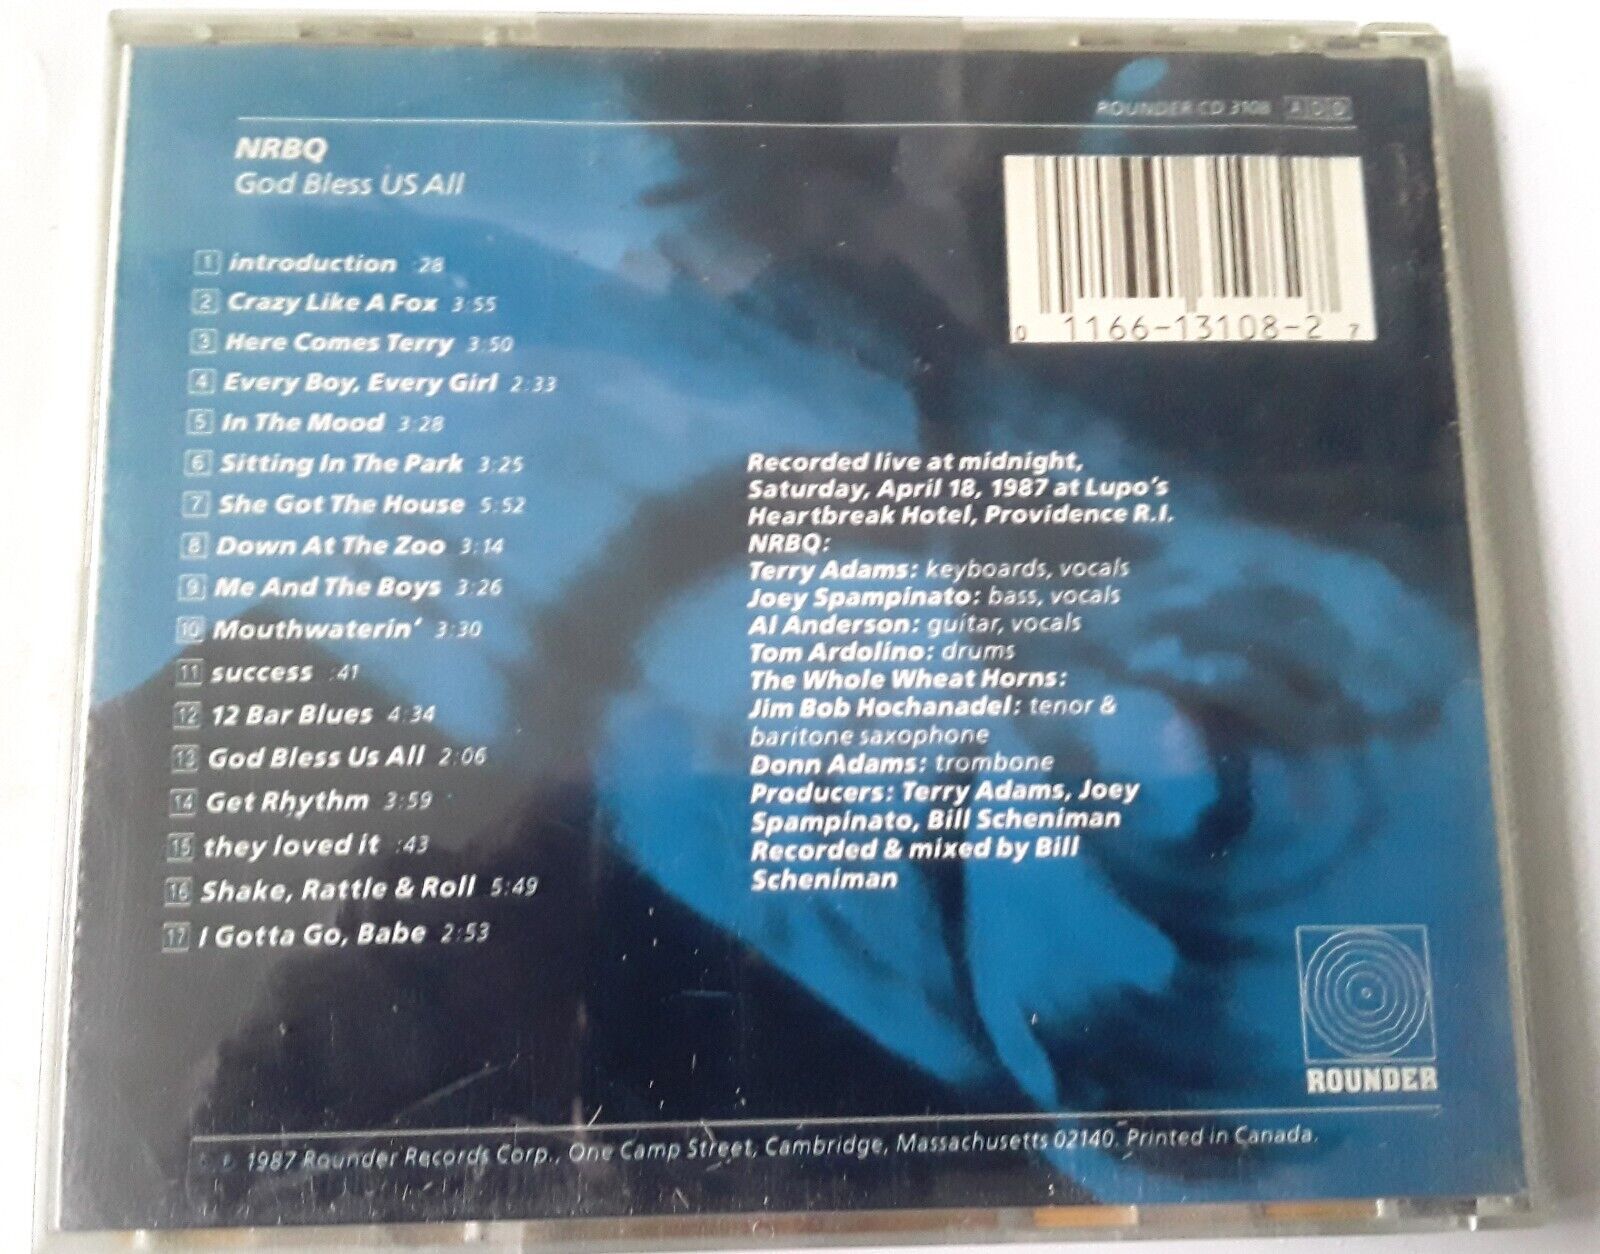 ROUNDER CD 3108 ADD
NRBQ
God Bless US All
0 1166-13108-2 7
1 introduction :28
2 Crazy Like A Fox 3:55
3 Here Comes Terry 3:50
4 Every Boy, Every Girl 2:33
5 In The Mood 3:28
6 Sitting In The Park 3:25
7 She Got The House 5:52
8 Down At The Zoo 3:14
9 Me And The Boys 3:26
10 Mouthwaterin' 3:30
11 success :41
12 12 Bar Blues 4:34
13 God Bless Us All 2:06
14 Get Rhythm 3:59
15 they loved it :43
16 Shake, Rattle & Roll 5:49
17 I Gotta Go, Babe 2:53
Recorded live at midnight,
Saturday, April 18, 1987 at Lupo's
Heartbreak Hotel, Providence R.I.
NRBQ:
Terry Adams: keyboards, vocals
Joey Spampinato: bass, vocals
Al Anderson: guitar, vocals
Tom Ardolino: drums
The Whole Wheat Horns:
Jim Bob Hochanadel: tenor &
baritone saxophone
Donn Adams: trombone
Producers: Terry Adams, Joey
Spampinato, Bill Scheniman
Recorded & mixed by Bill
Scheniman
ROUNDER
℗ 1987 Rounder Records Corp., One Camp Street, Cambridge, Massachusetts 02140. Printed in Canada.